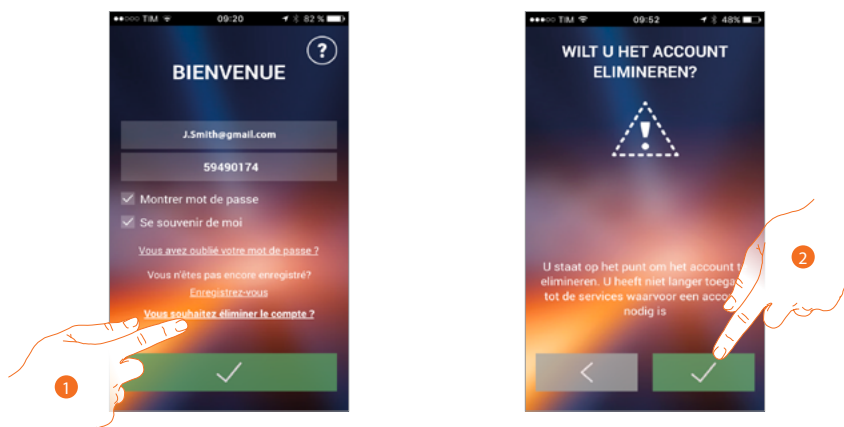 TIM 09:20 82 %
?
BIENVENUE
J.Smith@gmail.com
59490174
Montrer mot de passe
Se souvenir de moi
Vous avez oublié votre mot de passe ?
Vous n'êtes pas encore enregistré?
Enregistrez-vous
Vous souhaitez éliminer le compte ?
1
TIM 09:52 48%
WILT U HET ACCOUNT
ELIMINEREN?
U staat op het punt om het account
elimineren. U heeft niet langer
tot de services waarvoor een
nodig is
2